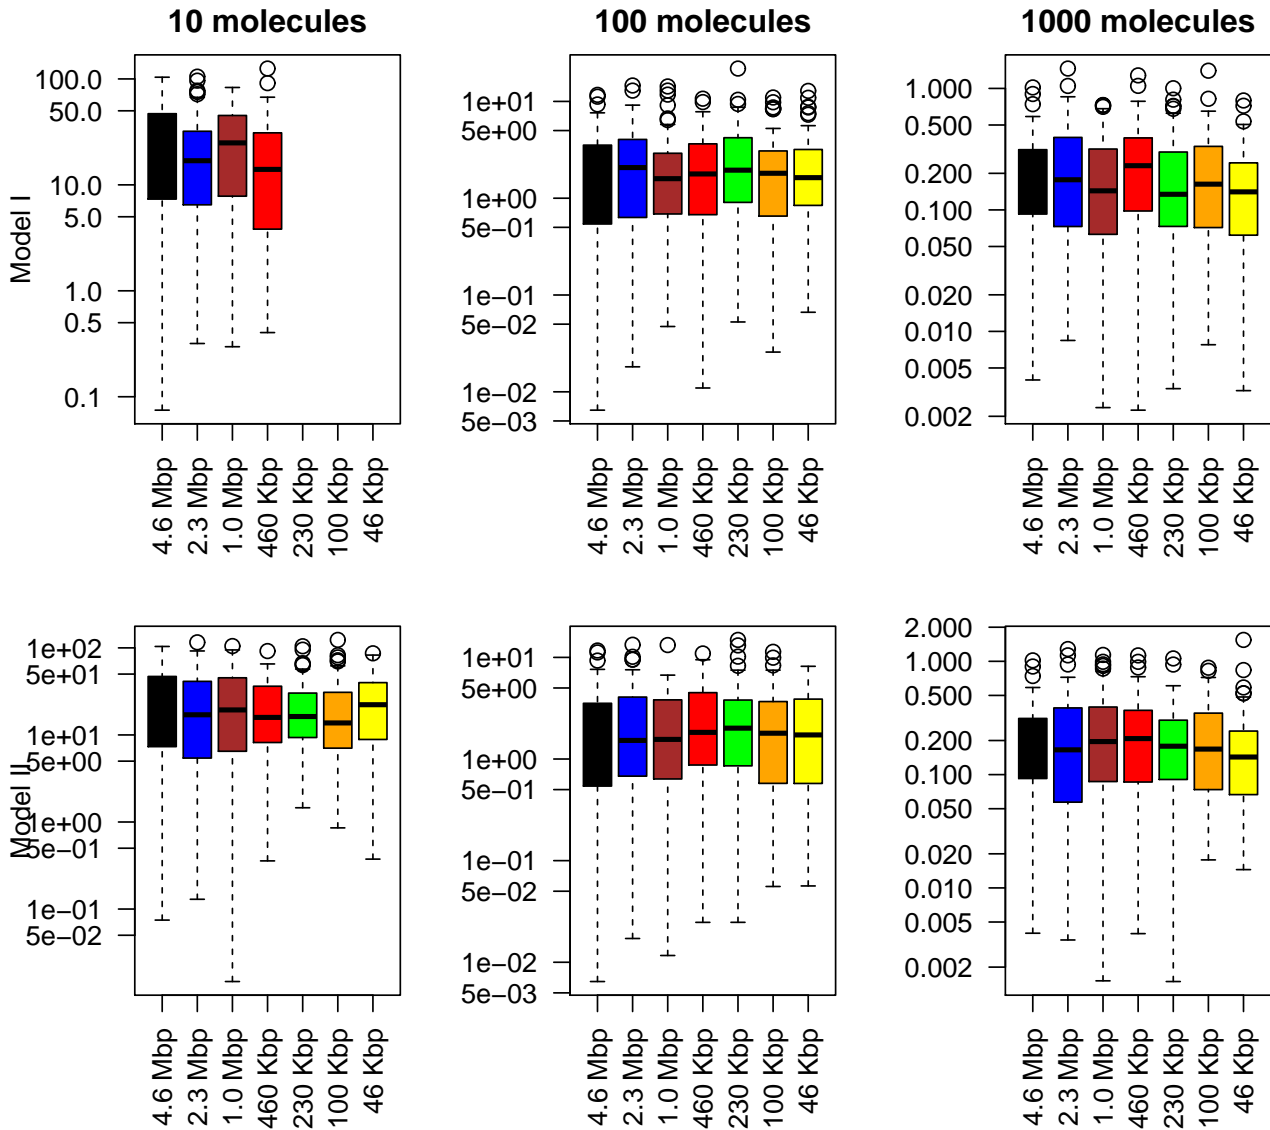 10 molecules
100 molecules
1000 molecules
Model I
100.0
50.0
10.0
5.0
1.0
0.5
0.1
4.6 Mbp
2.3 Mbp
1.0 Mbp
460 Kbp
230 Kbp
100 Kbp
46 Kbp
1e+01
5e+00
1e+00
5e−01
1e−01
5e−02
1e−02
5e−03
4.6 Mbp
2.3 Mbp
1.0 Mbp
460 Kbp
230 Kbp
100 Kbp
46 Kbp
1.000
0.500
0.200
0.100
0.050
0.020
0.010
0.005
0.002
4.6 Mbp
2.3 Mbp
1.0 Mbp
460 Kbp
230 Kbp
100 Kbp
46 Kbp
Model II
1e+02
5e+01
1e+01
5e+00
1e+00
5e−01
1e−01
5e−02
4.6 Mbp
2.3 Mbp
1.0 Mbp
460 Kbp
230 Kbp
100 Kbp
46 Kbp
1e+01
5e+00
1e+00
5e−01
1e−01
5e−02
1e−02
5e−03
4.6 Mbp
2.3 Mbp
1.0 Mbp
460 Kbp
230 Kbp
100 Kbp
46 Kbp
2.000
1.000
0.500
0.200
0.100
0.050
0.020
0.010
0.005
0.002
4.6 Mbp
2.3 Mbp
1.0 Mbp
460 Kbp
230 Kbp
100 Kbp
46 Kbp